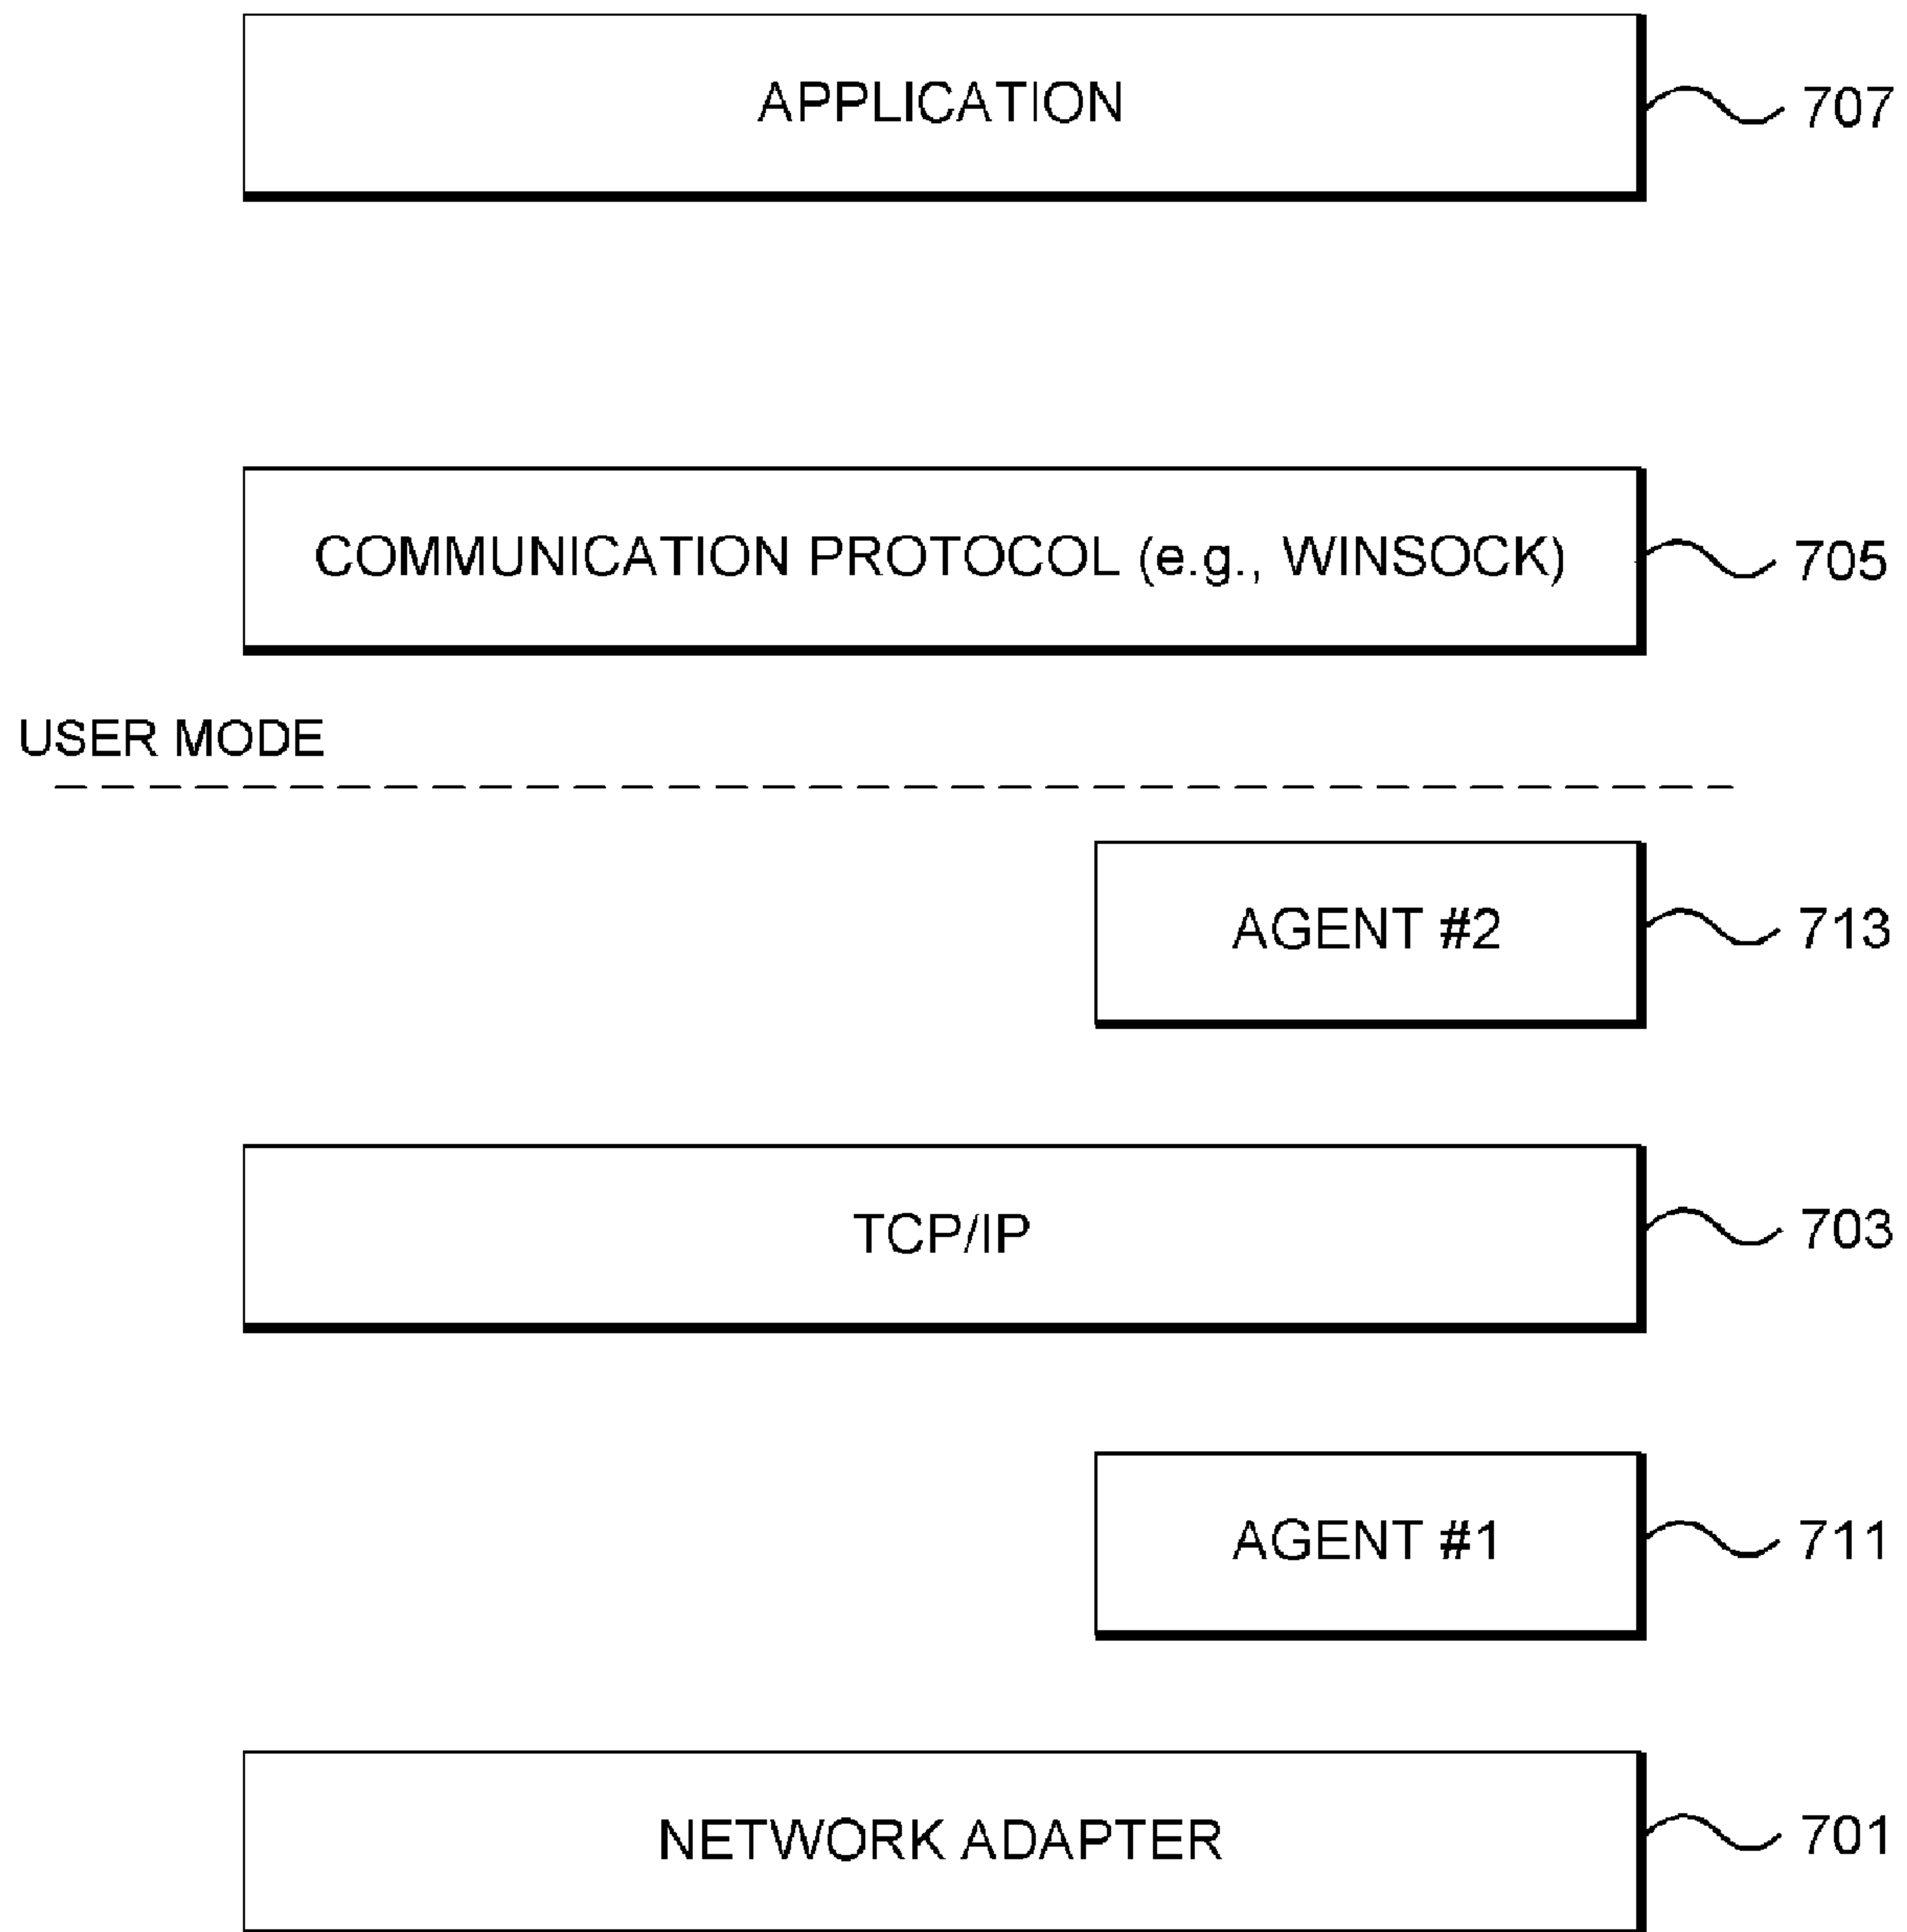 APPLICATION
707
COMMUNICATION PROTOCOL (e.g., WINSOCK)
705
USER MODE
AGENT #2
713
TCP/IP
703
AGENT #1
711
NETWORK ADAPTER
701